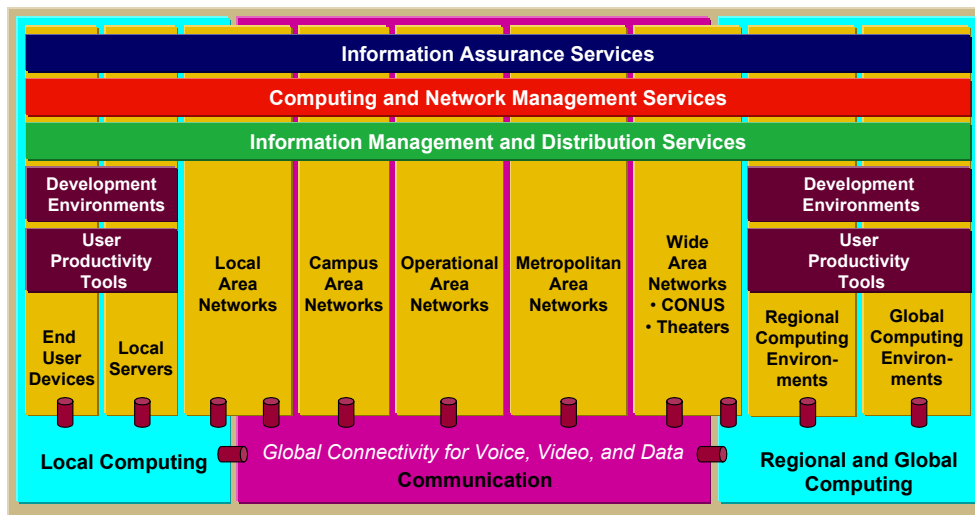 Information Assurance Services
Computing and Network Management Services
Information Management and Distribution Services
Development
Environments
User
Productivity
Tools
End
User
Devices
Local
Servers
Local
Area
Networks
Campus
Area
Networks
Operational
Area
Networks
Metropolitan
Area
Networks
Wide
Area
Networks
• CONUS
• Theaters
Development
Environments
User
Productivity
Tools
Regional
Computing
Environ-
ments
Global
Computing
Environ-
ments
Local Computing
Global Connectivity for Voice, Video, and Data
Communication
Regional and Global
Computing